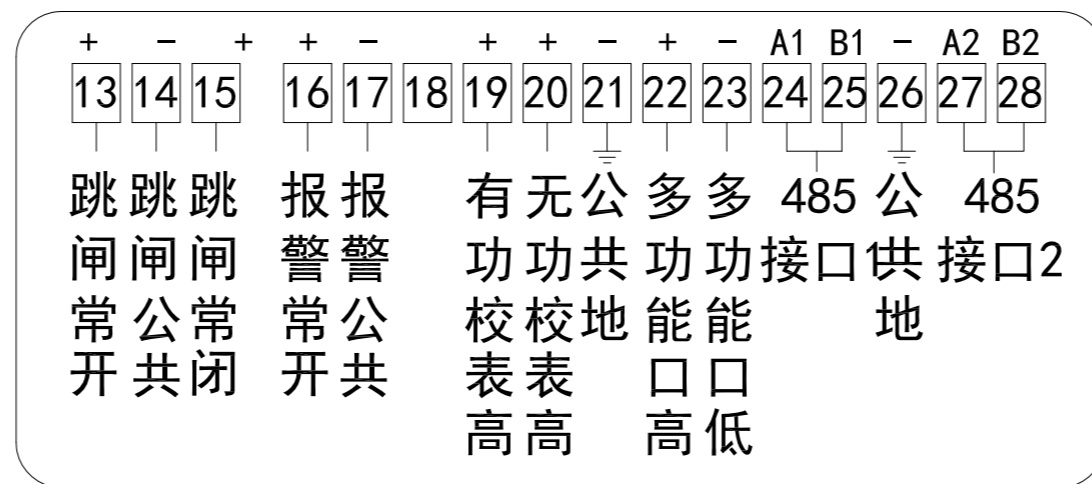 + − + + − + + − + − A1 B1 − A2 B2
13 14 15 16 17 18 19 20 21 22 23 24 25 26 27 28
跳闸常开
跳闸公共
跳闸常闭
报警常开
报警公共
有功校表高
无功校表高
公共地
多功能口高
多功能口低
485
接口1
公共地
485
接口2